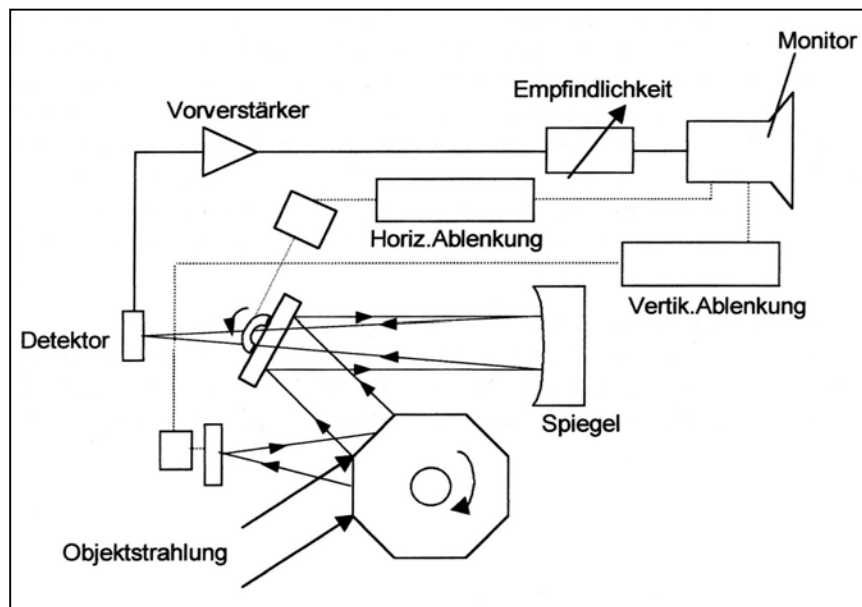 Monitor
Empfindlichkeit
Vorverstärker
Horiz.Ablenkung
Vertik.Ablenkung
Detektor
Spiegel
Objektstrahlung